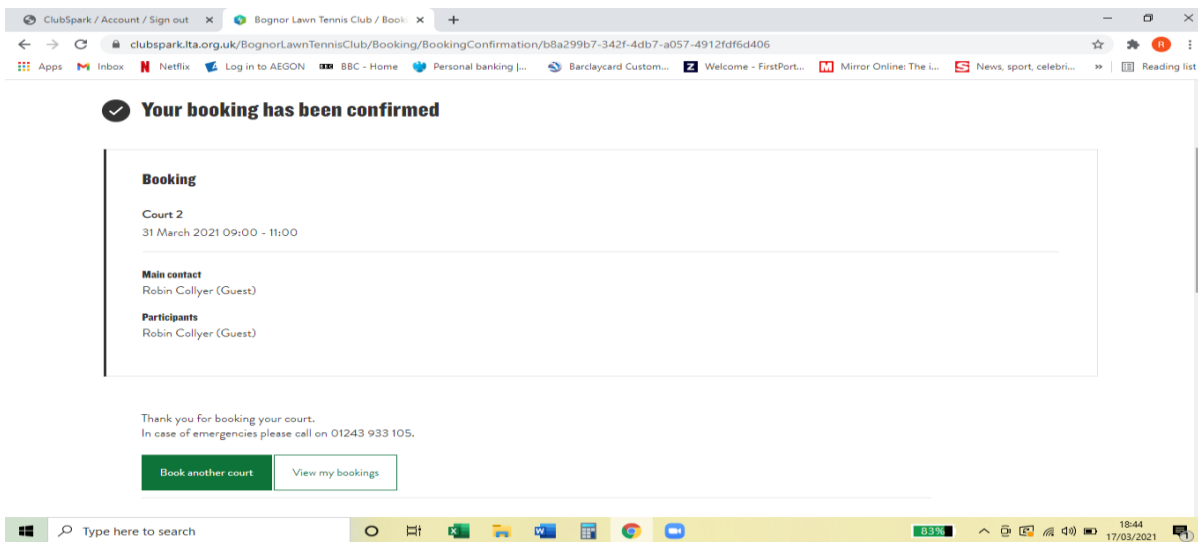 ClubSpark / Account / Sign out
Bognor Lawn Tennis Club / Booki
clubspark.lta.org.uk/BognorLawnTennisClub/Booking/BookingConfirmation/b8a299b7-342f-4db7-a057-4912fdf6d406
R
Apps
Inbox
Netflix
Log in to AEGON
BBC - Home
Personal banking |...
Barclaycard Custom...
Welcome - FirstPort...
Mirror Online: The i...
News, sport, celebri...
»
Reading list
Your booking has been confirmed
Booking
Court 2
31 March 2021 09:00 - 11:00
Main contact
Robin Collyer (Guest)
Participants
Robin Collyer (Guest)
Thank you for booking your court.
In case of emergencies please call on 01243 933 105.
Book another court
View my bookings
Type here to search
83%
18:44
17/03/2021